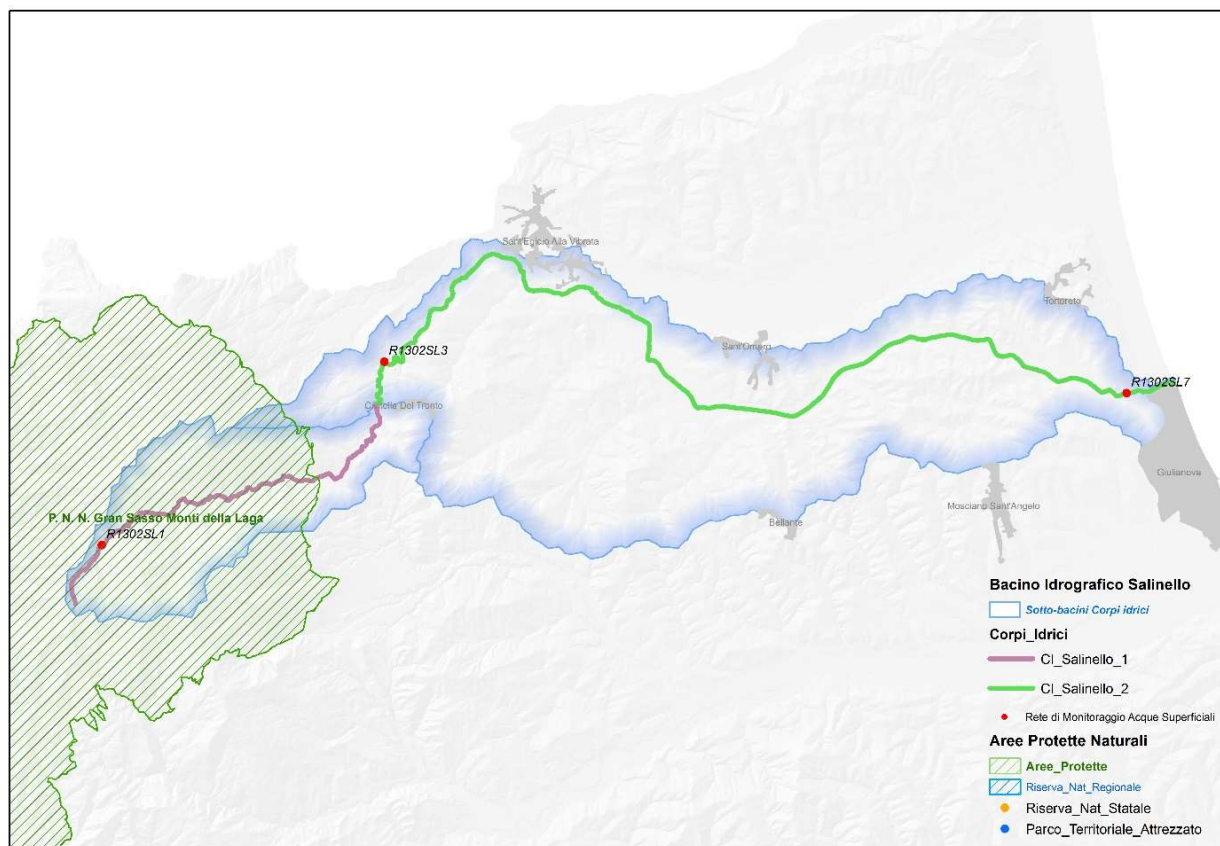 Sant'Egicio Alla Vibrata
Tortoreto
Sant'Omero
R1302SL3
R1302SL7
Civitella Del Tronto
Giulianova
P. N. N. Gran Sasso Monti della Laga
R1302SL1
Mosciano Sant'Angelo
Bellante
Bacino Idrografico Salinello
Sotto-bacini Corpi idrici
Corpi_Idrici
CI_Salinello_1
CI_Salinello_2
Rete di Monitoraggio Acque Superficiali
Aree Protette Naturali
Aree_Protette
Riserva_Nat_Regionale
Riserva_Nat_Statale
Parco_Territoriale_Attrezzato